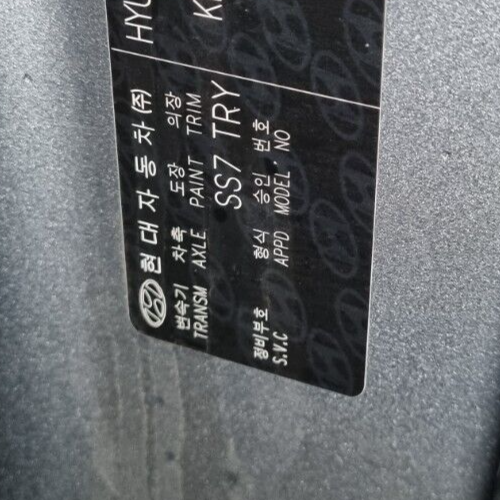 현대자동차(주)
HYU
변속기 차축 도장 의장
TRANSM AXLE PAINT TRIM
SS7 TRY
정비부호 형식 승인 번호
S.V.C APPD MODEL . NO